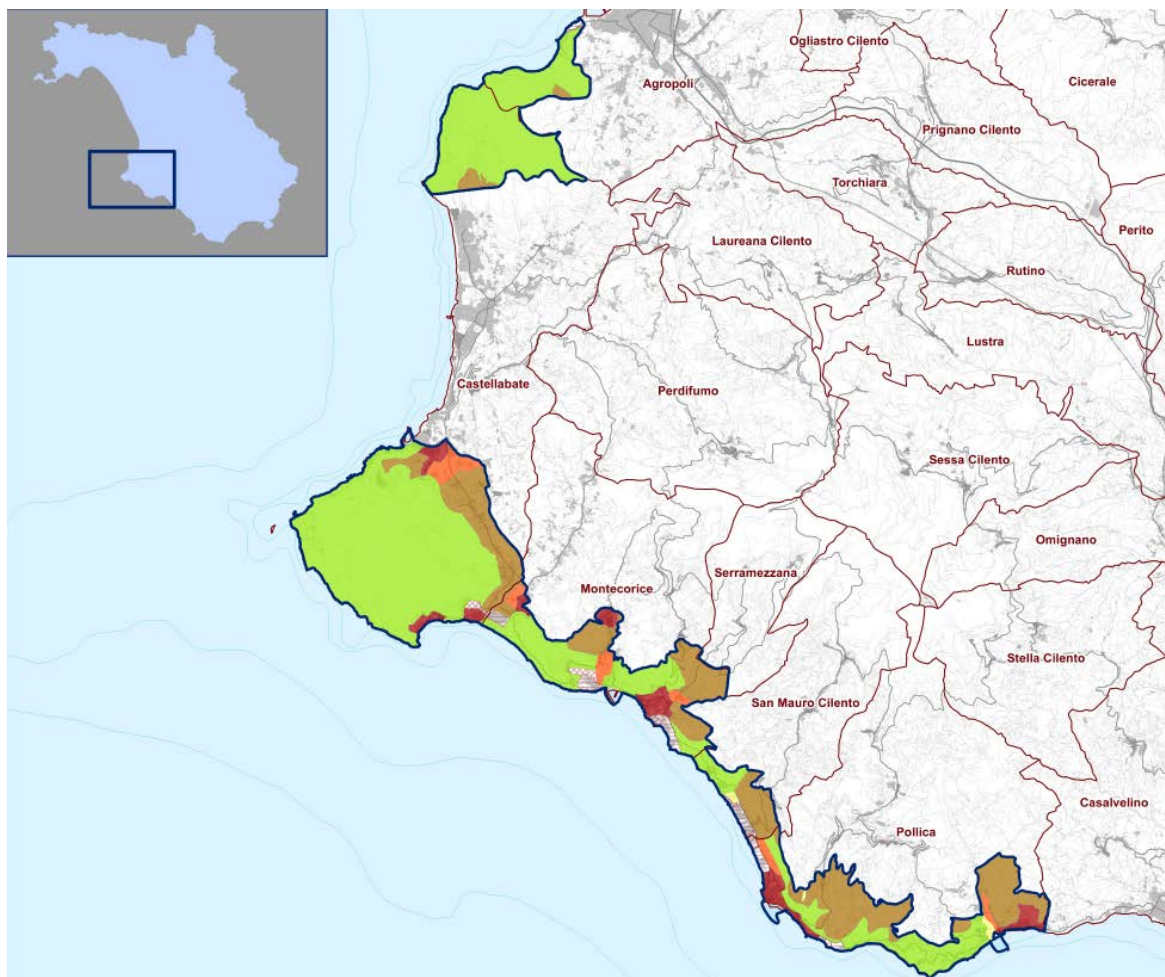 Ogliastro Cilento
Cicerale
Agropoli
Prignano Cilento
Torchiara
Perito
Laureana Cilento
Rutino
Lustra
Castellabate
Perdifumo
Sessa Cilento
Omignano
Serramezzana
Montecorice
Stella Cilento
San Mauro Cilento
Casalvelino
Pollica